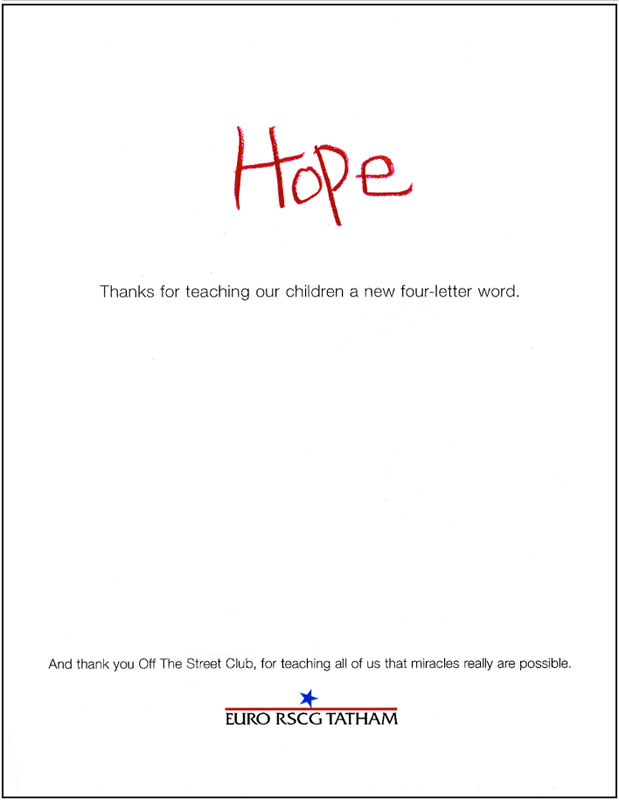 Hope
Thanks for teaching our children a new four-letter word.
And thank you Off The Street Club, for teaching all of us that miracles really are possible.
EURO RSCG TATHAM